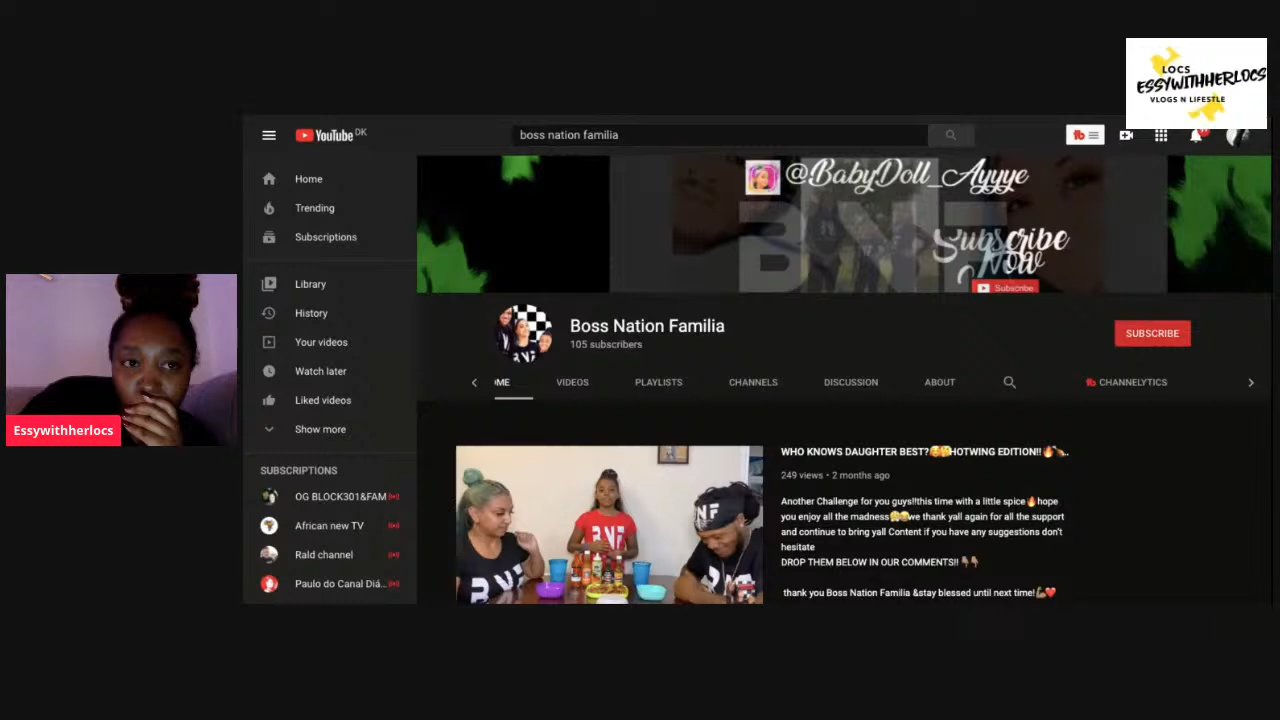 LOCS
ESSYWITHHERLOCS
VLOGS N LIFESTLE
YouTube DK
boss nation familia
Home
Trending
Subscriptions
Library
History
Your videos
Watch later
Liked videos
Show more
SUBSCRIPTIONS
OG BLOCK301&FAM
African new TV
Rald channel
Paulo do Canal Diá...
Essywithherlocs
@BabyDoll_Ayyye
BNF
Subscribe
Now
Subscribe
Boss Nation Familia
105 subscribers
SUBSCRIBE
OME
VIDEOS
PLAYLISTS
CHANNELS
DISCUSSION
ABOUT
CHANNELYTICS
BNF
BNF
BNF
WHO KNOWS DAUGHTER BEST?🥰🤔HOTWING EDITION!!🔥🍗.
249 views • 2 months ago
Another Challenge for you guys!!this time with a little spice🔥hope
you enjoy all the madness🤣😂we thank yall again for all the support
and continue to bring yall Content if you have any suggestions don't
hesitate
DROP THEM BELOW IN OUR COMMENTS!! 👇🏽👇🏽
thank you Boss Nation Familia &stay blessed until next time!💪🏽❤️